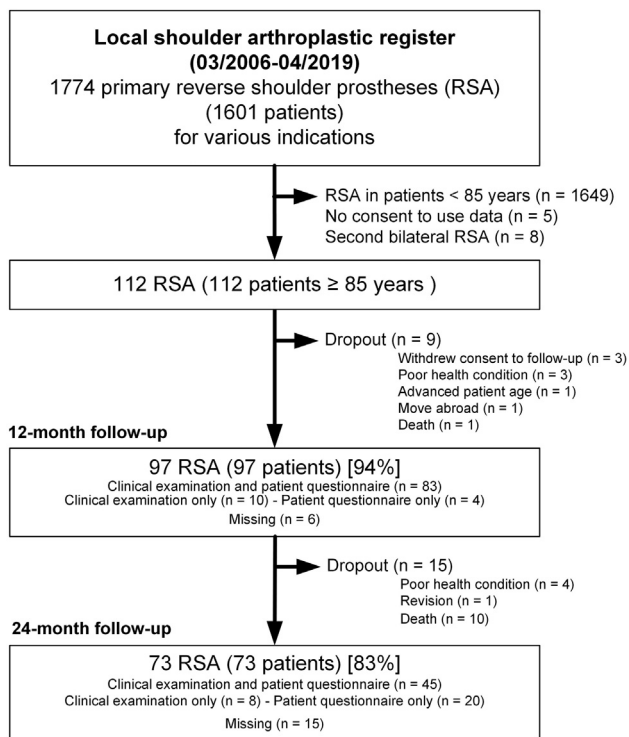 Local shoulder arthroplastic register
(03/2006-04/2019)
1774 primary reverse shoulder prostheses (RSA)
(1601 patients)
for various indications
RSA in patients < 85 years (n = 1649)
No consent to use data (n = 5)
Second bilateral RSA (n = 8)
112 RSA (112 patients ≥ 85 years )
Dropout (n = 9)
Withdrew consent to follow-up (n = 3)
Poor health condition (n = 3)
Advanced patient age (n = 1)
Move abroad (n = 1)
Death (n = 1)
12-month follow-up
97 RSA (97 patients) [94%]
Clinical examination and patient questionnaire (n = 83)
Clinical examination only (n = 10) - Patient questionnaire only (n = 4)
Missing (n = 6)
Dropout (n = 15)
Poor health condition (n = 4)
Revision (n = 1)
Death (n = 10)
24-month follow-up
73 RSA (73 patients) [83%]
Clinical examination and patient questionnaire (n = 45)
Clinical examination only (n = 8) - Patient questionnaire only (n = 20)
Missing (n = 15)